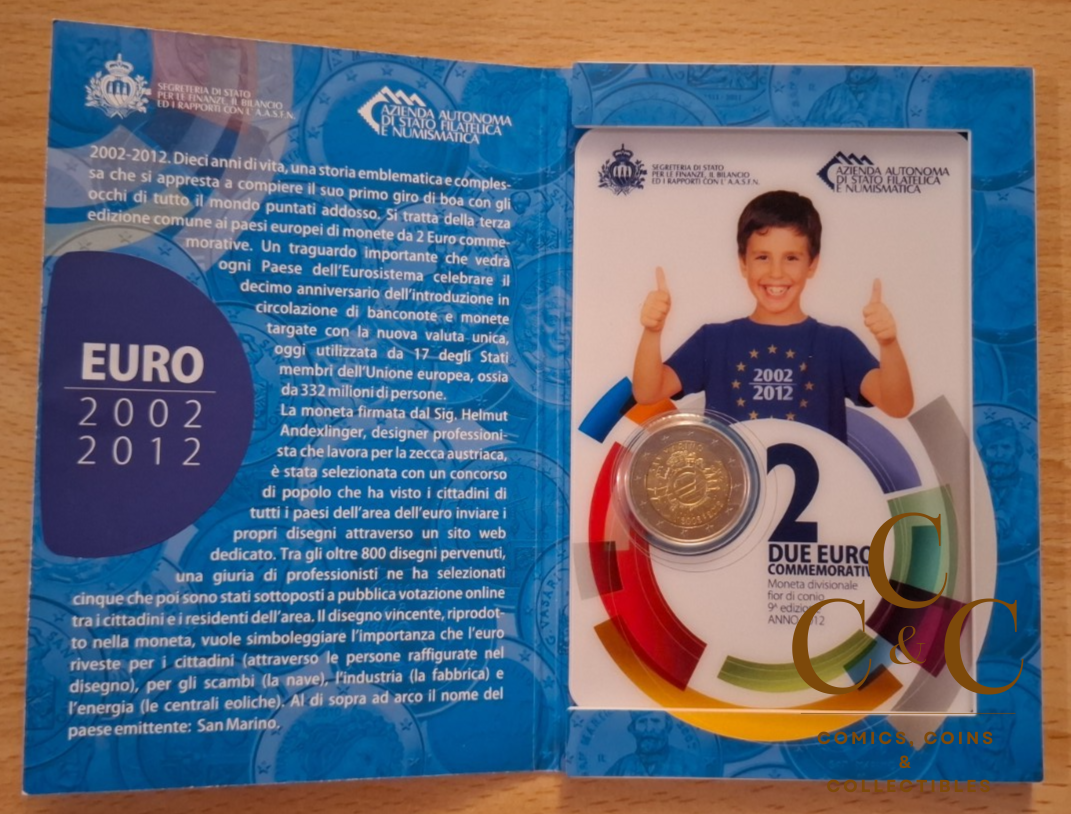 SEGRETERIA DI STATO
PER LE FINANZE, IL BILANCIO
ED I RAPPORTI CON L' A.A.S.F.N.
AZIENDA AUTONOMA
DI STATO FILATELICA
E NUMISMATICA
2002-2012. Dieci anni di vita, una storia emblematica e comples-
sa che si appresta a compiere il suo primo giro di boa con gli
occhi di tutto il mondo puntati addosso. Si tratta della terza
edizione comune ai paesi europei di monete da 2 Euro comme-
morative. Un traguardo importante che vedrà
ogni Paese dell'Eurosistema celebrare il
decimo anniversario dell'introduzione in
circolazione di banconote e monete
targate con la nuova valuta unica,
oggi utilizzata da 17 degli Stati
membri dell'Unione europea, ossia
da 332 milioni di persone.
La moneta firmata dal Sig. Helmut
Andexlinger, designer professioni-
sta che lavora per la zecca austriaca,
è stata selezionata con un concorso
di popolo che ha visto i cittadini di
tutti i paesi dell'area dell'euro inviare i
propri disegni attraverso un sito web
dedicato. Tra gli oltre 800 disegni pervenuti,
una giuria di professionisti ne ha selezionati
cinque che poi sono stati sottoposti a pubblica votazione online
tra i cittadini e i residenti dell'area. Il disegno vincente, riprodot-
to nella moneta, vuole simboleggiare l'importanza che l'euro
riveste per i cittadini (attraverso le persone raffigurate nel
disegno), per gli scambi (la nave), l'industria (la fabbrica) e
l'energia (le centrali eoliche). Al di sopra ad arco il nome del
paese emittente: San Marino.
EURO
2002
2012
SEGRETERIA DI STATO
PER LE FINANZE, IL BILANCIO
ED I RAPPORTI CON L' A.A.S.F.N.
AZIENDA AUTONOMA
DI STATO FILATELICA
E NUMISMATICA
2002
2012
2
DUE EURO
COMMEMORATIV
Moneta divisionale
fior di conio
9ª edizio
ANNO 2012
C
C & C
COMICS, COINS
&
COLLECTIBLES